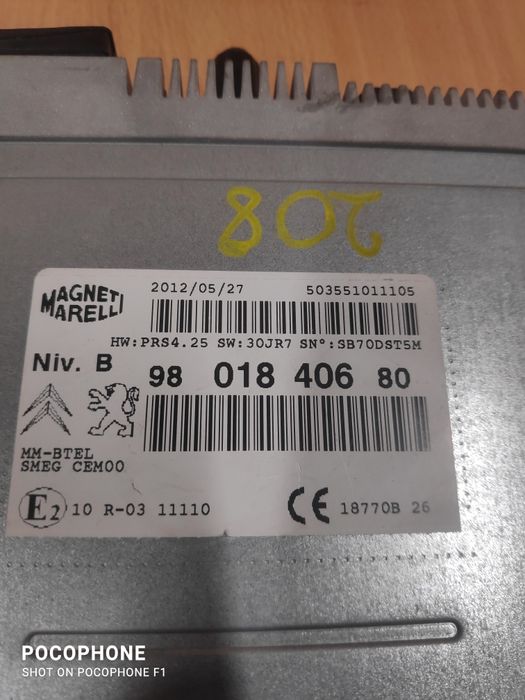 208
MAGNETI MARELLI
2012/05/27 503551011105
HW:PRS4.25 SW:30JR7 SN°:SB70DST5M
Niv. B 98 018 406 80
MM-BTEL
SMEG CEM00
E2 10 R-03 11110 CE 18770B 26
POCOPHONE
SHOT ON POCOPHONE F1